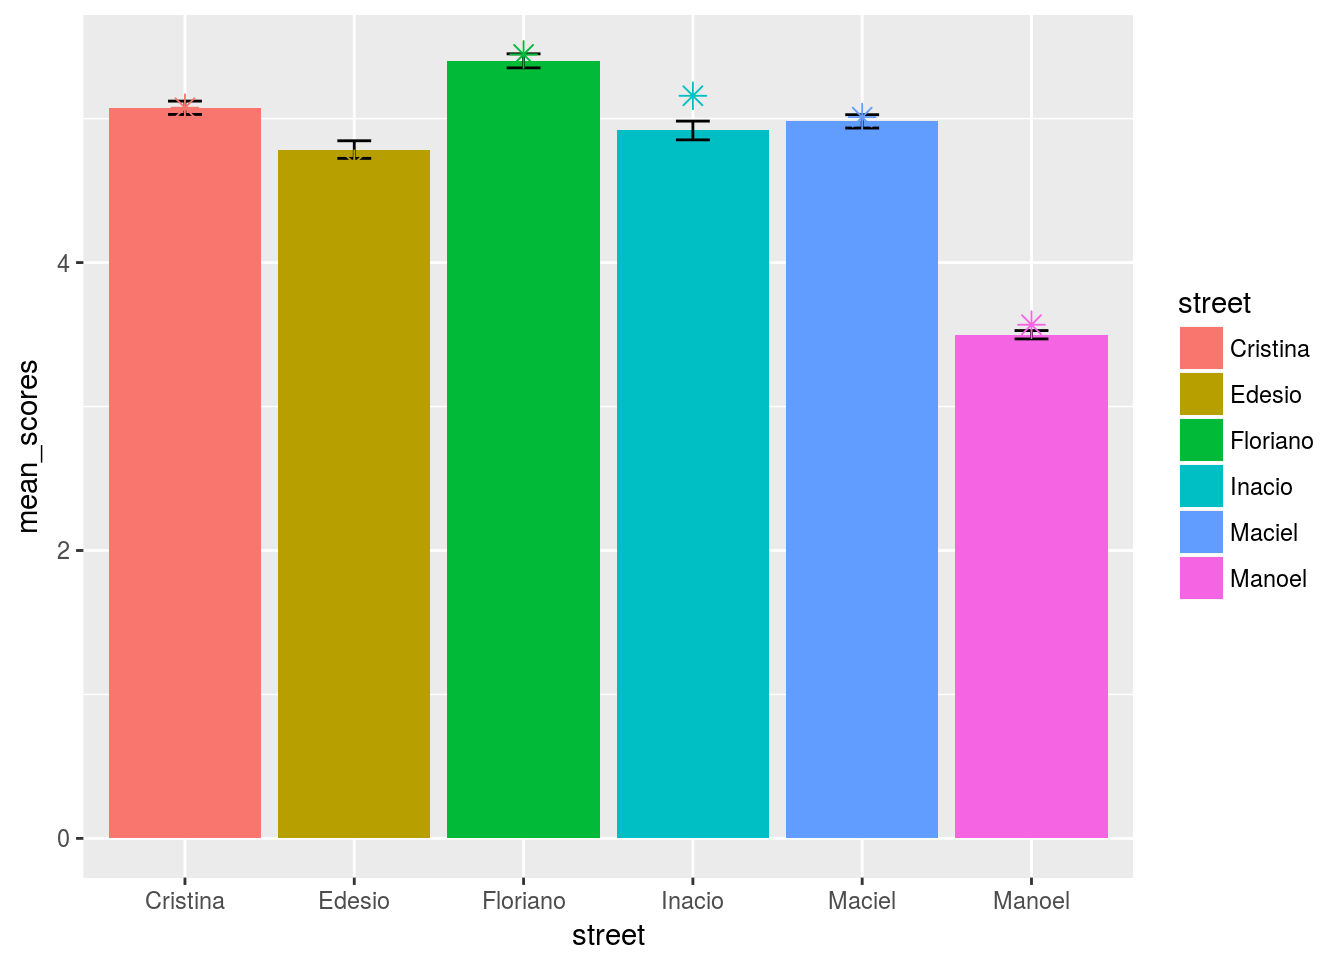 mean_scores
4
2
0
Cristina
Edesio
Floriano
Inacio
Maciel
Manoel
street
street
Cristina
Edesio
Floriano
Inacio
Maciel
Manoel